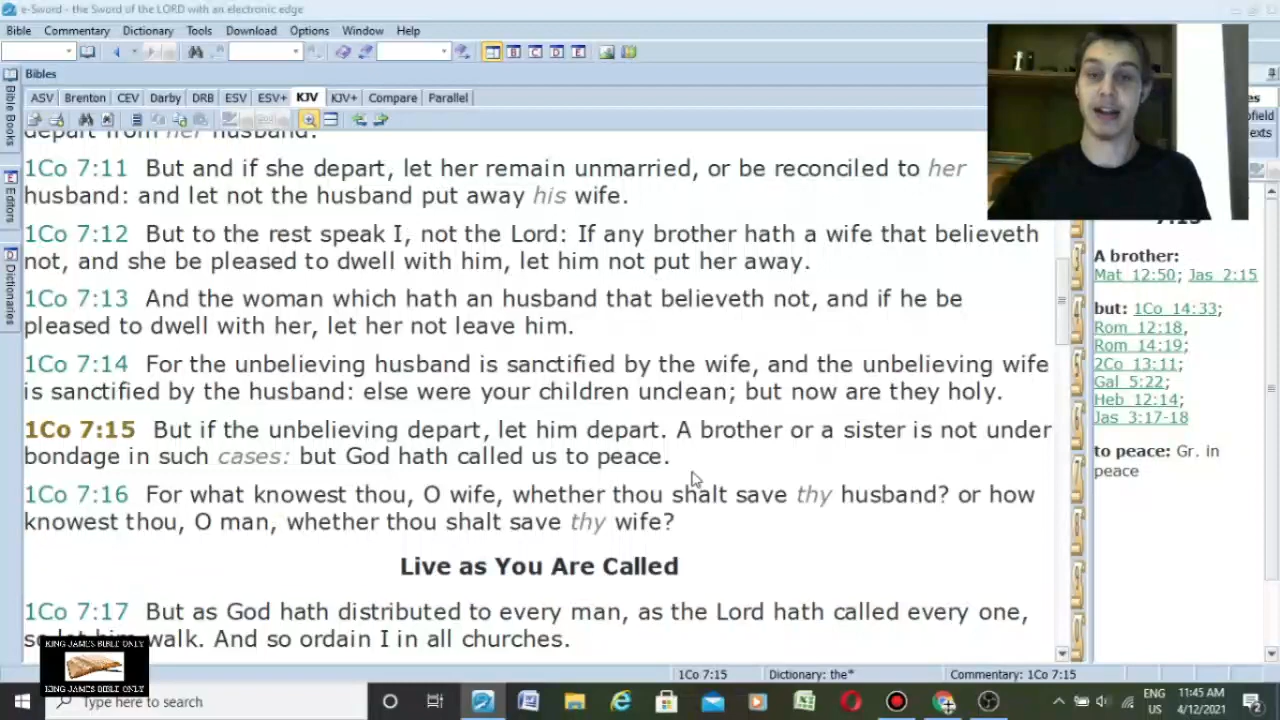 e-Sword - the Sword of the LORD with an electronic edge
Bible Commentary Dictionary Tools Download Options Window Help
Bibles
ASV Brenton CEV Darby DRB ESV ESV+ KJV KJV+ Compare Parallel
Bible Books
Editors
Dictionaries
depart from her husband:
1Co 7:11 But and if she depart, let her remain unmarried, or be reconciled to her
husband: and let not the husband put away his wife.
1Co 7:12 But to the rest speak I, not the Lord: If any brother hath a wife that believeth
not, and she be pleased to dwell with him, let him not put her away.
1Co 7:13 And the woman which hath an husband that believeth not, and if he be
pleased to dwell with her, let her not leave him.
1Co 7:14 For the unbelieving husband is sanctified by the wife, and the unbelieving wife
is sanctified by the husband: else were your children unclean; but now are they holy.
1Co 7:15 But if the unbelieving depart, let him depart. A brother or a sister is not under
bondage in such cases: but God hath called us to peace.
1Co 7:16 For what knowest thou, O wife, whether thou shalt save thy husband? or how
knowest thou, O man, whether thou shalt save thy wife?
Live as You Are Called
1Co 7:17 But as God hath distributed to every man, as the Lord hath called every one,
so let him walk. And so ordain I in all churches.
7:15
A brother:
Mat 12:50; Jas 2:15
but: 1Co 14:33;
Rom 12:18,
Rom 14:19;
2Co 13:11;
Gal 5:22;
Heb 12:14;
Jas 3:17-18
to peace: Gr. in
peace
KING JAMES BIBLE ONLY
KING JAMES BIBLE ONLY
1Co 7:15 Dictionary: the* Commentary: 1Co 7:15
Type here to search
ENG
US
11:45 AM
4/12/2021
2